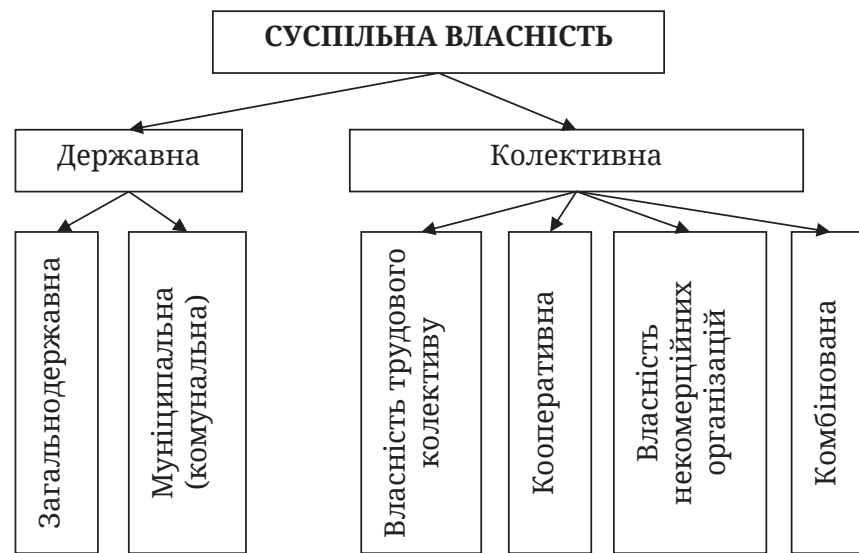 СУСПІЛЬНА ВЛАСНІСТЬ
Державна
Колективна
Загальнодержавна
Муніципальна
(комунальна)
Власність трудового
колективу
Кооперативна
Власність
некомерційних
організацій
Комбінована